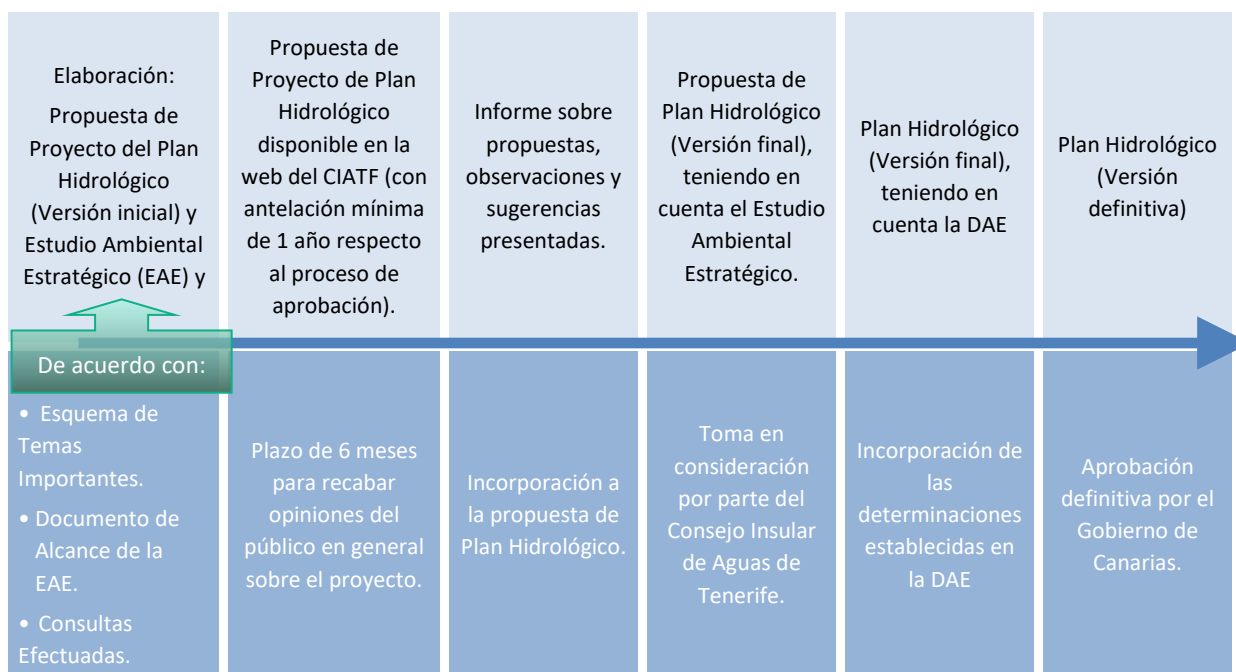 Elaboración:
Propuesta de
Proyecto del Plan
Hidrológico
(Versión inicial) y
Estudio Ambiental
Estratégico (EAE) y
De acuerdo con:
• Esquema de
Temas
Importantes.
• Documento de
Alcance de la
EAE.
• Consultas
Efectuadas.
Propuesta de
Proyecto de Plan
Hidrológico
disponible en la
web del CIATF (con
antelación mínima
de 1 año respecto
al proceso de
aprobación).
Plazo de 6 meses
para recabar
opiniones del
público en general
sobre el proyecto.
Informe sobre
propuestas,
observaciones y
sugerencias
presentadas.
Incorporación a
la propuesta de
Plan Hidrológico.
Propuesta de
Plan Hidrológico
(Versión final),
teniendo en
cuenta el Estudio
Ambiental
Estratégico.
Toma en
consideración
por parte del
Consejo Insular
de Aguas de
Tenerife.
Plan Hidrológico
(Versión final),
teniendo en
cuenta la DAE
Incorporación de
las
determinaciones
establecidas en
la DAE
Plan Hidrológico
(Versión
definitiva)
Aprobación
definitiva por el
Gobierno de
Canarias.